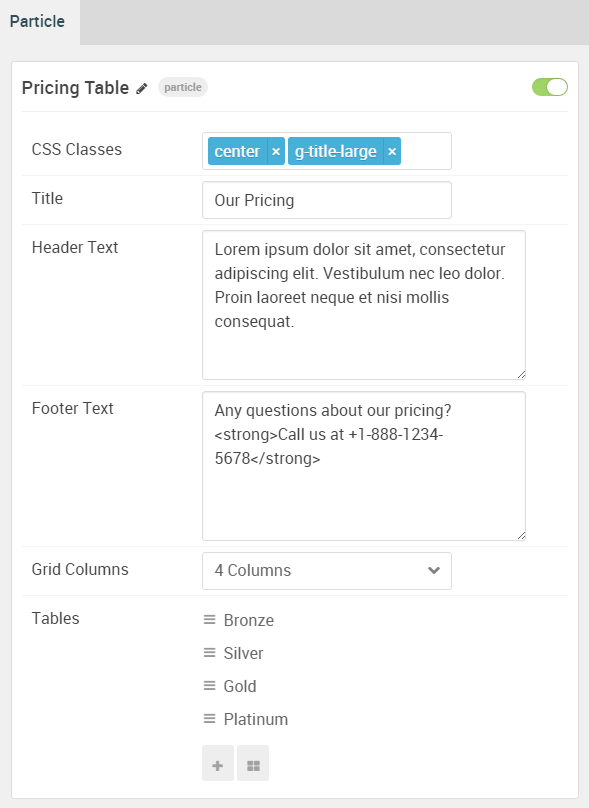 Particle
Pricing Table particle
CSS Classes center × g-title-large ×
Title Our Pricing
Header Text Lorem ipsum dolor sit amet, consectetur
adipiscing elit. Vestibulum nec leo dolor.
Proin laoreet neque et nisi mollis
consequat.
Footer Text Any questions about our pricing?
<strong>Call us at +1-888-1234-
5678</strong>
Grid Columns 4 Columns
Tables Bronze
Silver
Gold
Platinum